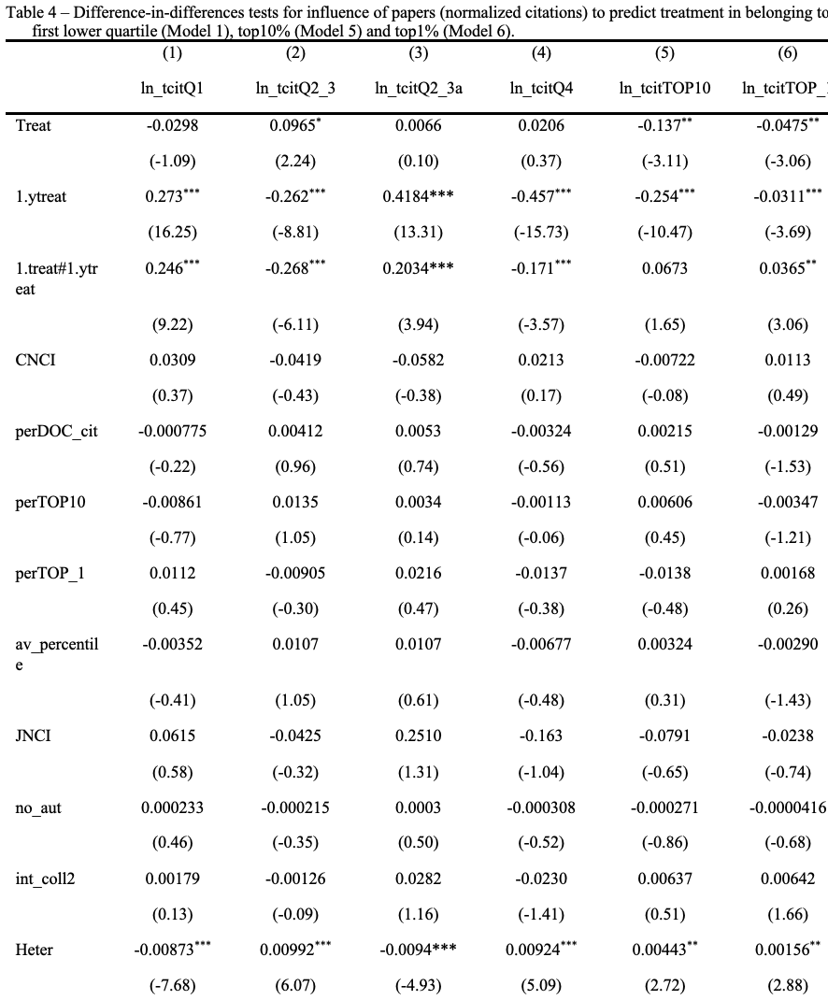 Table 4 – Difference-in-differences tests for influence of papers (normalized citations) to predict treatment in belonging to
first lower quartile (Model 1), top10% (Model 5) and top1% (Model 6).
(1) (2) (3) (4) (5) (6)
ln_tcitQ1 ln_tcitQ2_3 ln_tcitQ2_3a ln_tcitQ4 ln_tcitTOP10 ln_tcitTOP_1
Treat -0.0298 0.0965* 0.0066 0.0206 -0.137** -0.0475**
(-1.09) (2.24) (0.10) (0.37) (-3.11) (-3.06)
1.ytreat 0.273*** -0.262*** 0.4184*** -0.457*** -0.254*** -0.0311***
(16.25) (-8.81) (13.31) (-15.73) (-10.47) (-3.69)
1.treat#1.ytr 0.246*** -0.268*** 0.2034*** -0.171*** 0.0673 0.0365**
eat
(9.22) (-6.11) (3.94) (-3.57) (1.65) (3.06)
CNCI 0.0309 -0.0419 -0.0582 0.0213 -0.00722 0.0113
(0.37) (-0.43) (-0.38) (0.17) (-0.08) (0.49)
perDOC_cit -0.000775 0.00412 0.0053 -0.00324 0.00215 -0.00129
(-0.22) (0.96) (0.74) (-0.56) (0.51) (-1.53)
perTOP10 -0.00861 0.0135 0.0034 -0.00113 0.00606 -0.00347
(-0.77) (1.05) (0.14) (-0.06) (0.45) (-1.21)
perTOP_1 0.0112 -0.00905 0.0216 -0.0137 -0.0138 0.00168
(0.45) (-0.30) (0.47) (-0.38) (-0.48) (0.26)
av_percentil -0.00352 0.0107 0.0107 -0.00677 0.00324 -0.00290
e
(-0.41) (1.05) (0.61) (-0.48) (0.31) (-1.43)
JNCI 0.0615 -0.0425 0.2510 -0.163 -0.0791 -0.0238
(0.58) (-0.32) (1.31) (-1.04) (-0.65) (-0.74)
no_aut 0.000233 -0.000215 0.0003 -0.000308 -0.000271 -0.0000416
(0.46) (-0.35) (0.50) (-0.52) (-0.86) (-0.68)
int_coll2 0.00179 -0.00126 0.0282 -0.0230 0.00637 0.00642
(0.13) (-0.09) (1.16) (-1.41) (0.51) (1.66)
Heter -0.00873*** 0.00992*** -0.0094*** 0.00924*** 0.00443** 0.00156**
(-7.68) (6.07) (-4.93) (5.09) (2.72) (2.88)